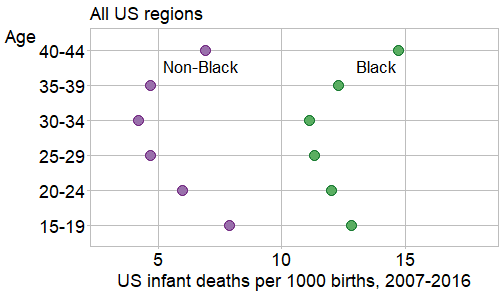 All US regions
Age
40-44
Non-Black Black
35-39
30-34
25-29
20-24
15-19
5 10 15
US infant deaths per 1000 births, 2007-2016